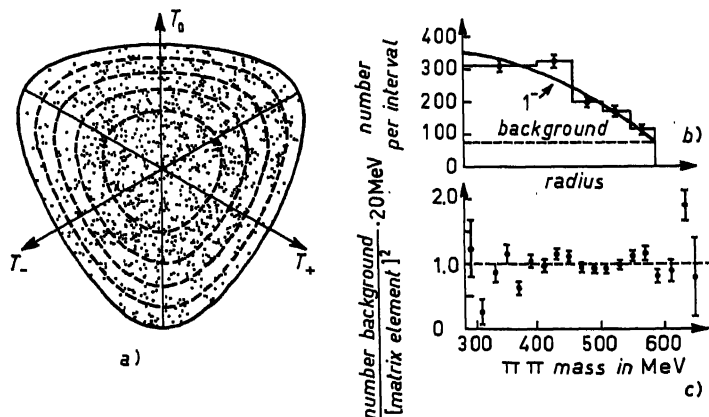 T₀
T₋
T₊
a)
number
per interval
400
300
200
100
0
1⁻
background
b)
radius
number background
[matrix element]²
·20MeV
2.0
1.0
0
300 400 500 600
ππ mass in MeV
c)